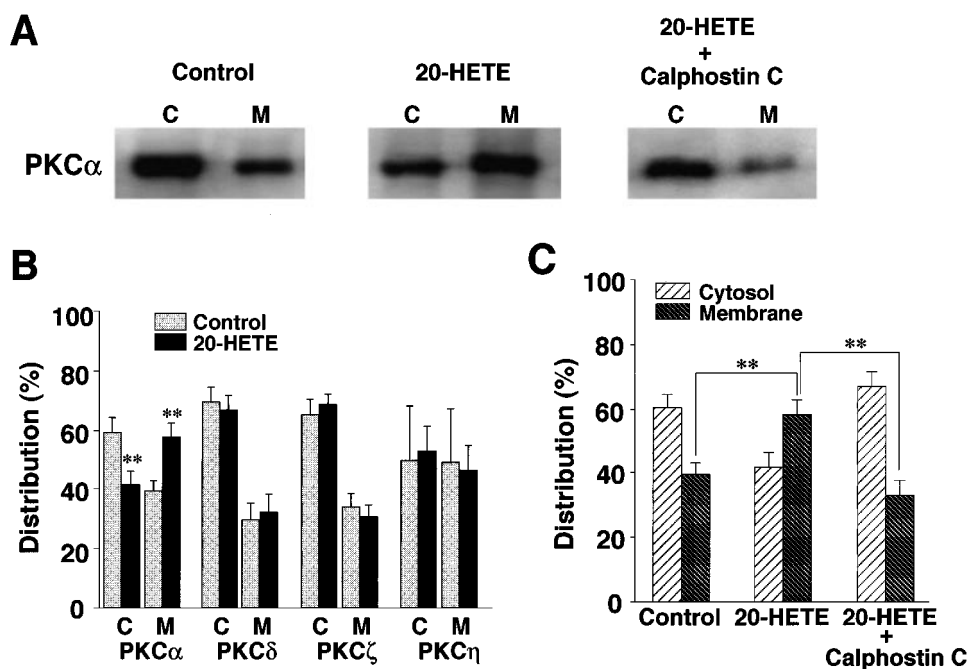 A
Control
20-HETE
20-HETE
+
Calphostin C
C M C M C M
PKCα
B
Distribution (%)
100
80
60
40
20
0
Control
20-HETE
**
**
C M C M C M C M
PKCα PKCδ PKCζ PKCη
C
Distribution (%)
100
80
60
40
20
0
Cytosol
Membrane
**
**
Control 20-HETE 20-HETE
+
Calphostin C